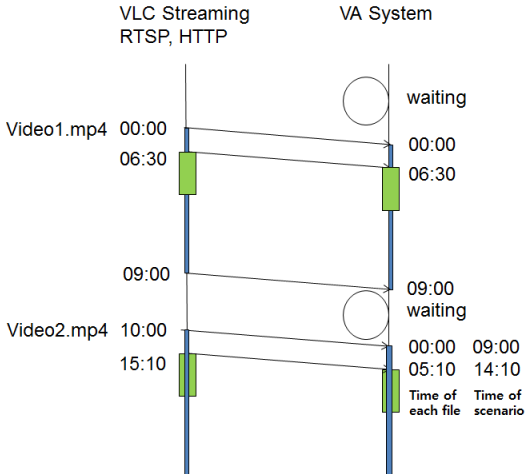 VLC Streaming
RTSP, HTTP
VA System
waiting
Video1.mp4 00:00
00:00
06:30
06:30
09:00
09:00
waiting
Video2.mp4 10:00
00:00 09:00
15:10
05:10 14:10
Time of each file
Time of scenario